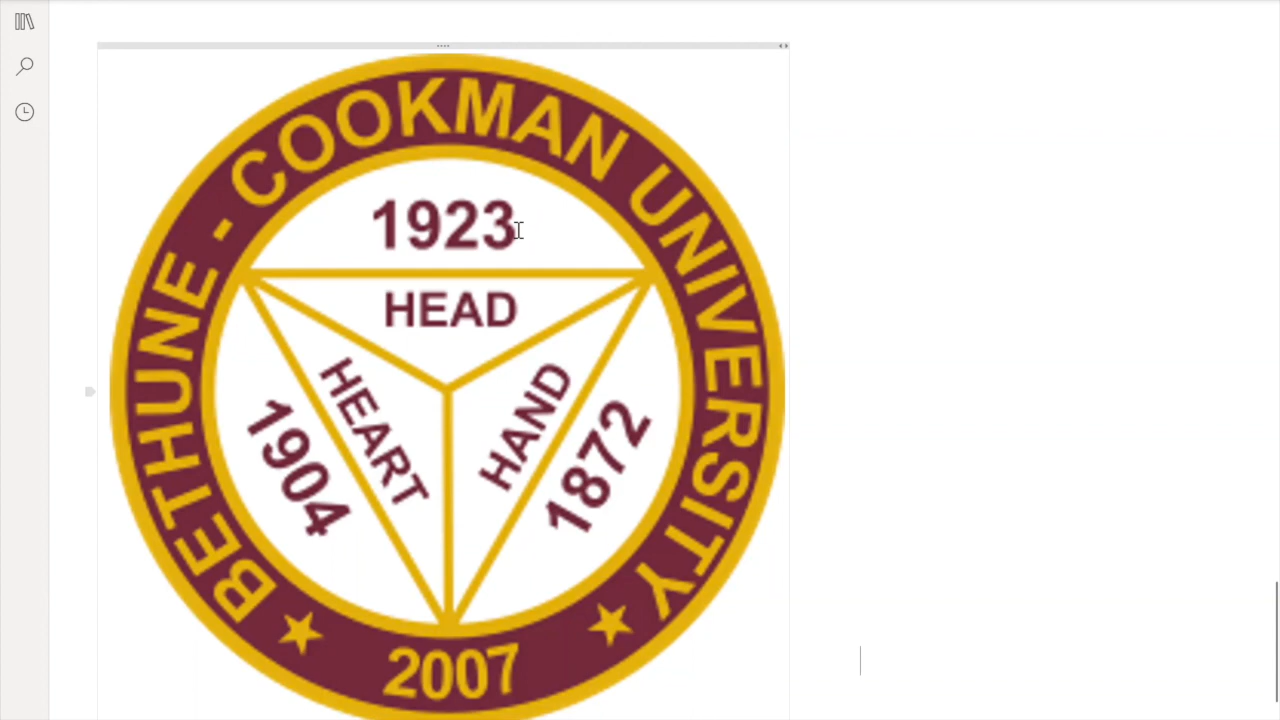 BETHUNE - COOKMAN UNIVERSITY
1923
HEAD
HEART
HAND
1904
1872
2007